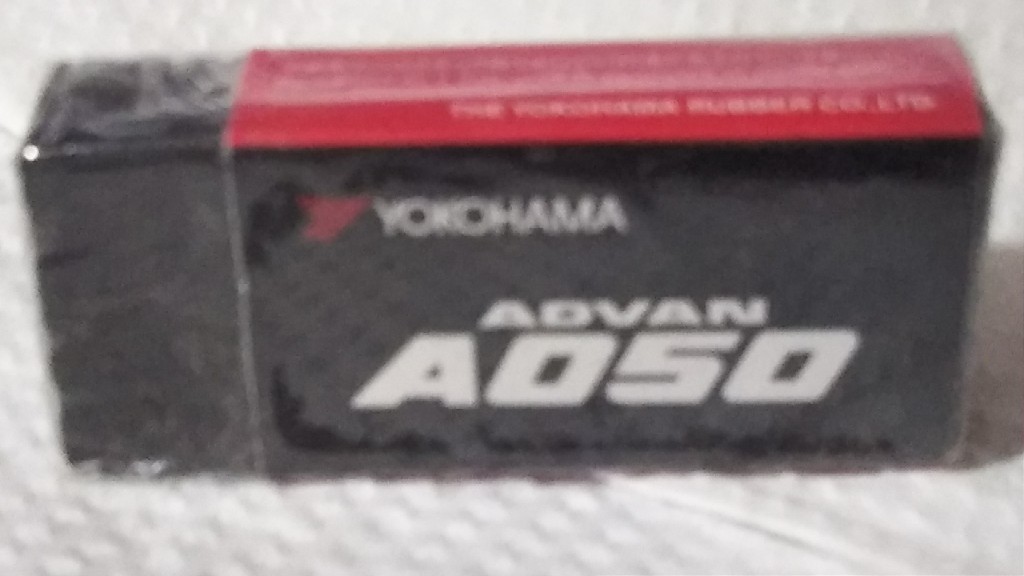 THE YOKOHAMA RUBBER CO., LTD.
YOKOHAMA
ADVAN
A050